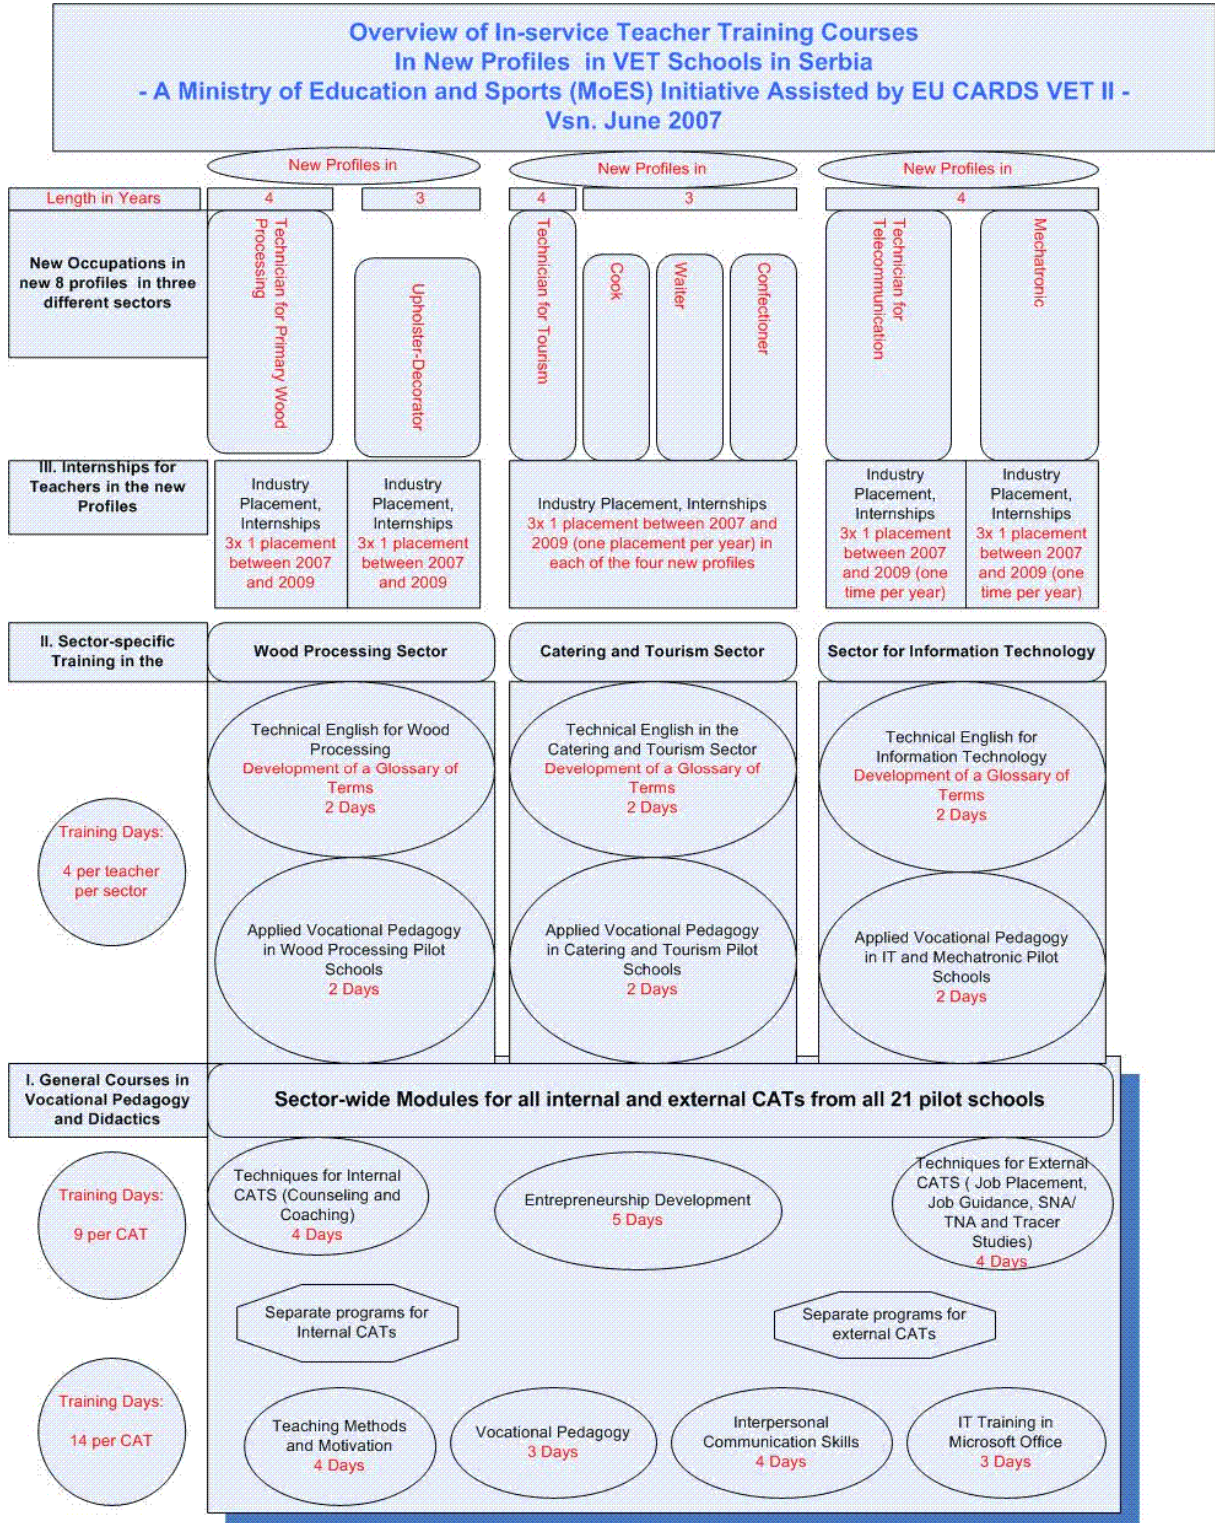 Overview of In-service Teacher Training Courses
In New Profiles in VET Schools in Serbia
- A Ministry of Education and Sports (MoES) Initiative Assisted by EU CARDS VET II -
Vsn. June 2007
New Profiles in
New Profiles in
New Profiles in
Length in Years
4
3
4
3
4
New Occupations in
new 8 profiles in three
different sectors
Technician for Primary Wood
Processing
Upholster-Decorator
Technician for Tourism
Cook
Waiter
Confectioner
Technician for
Telecommunication
Mechatronic
III. Internships for
Teachers in the new
Profiles
Industry
Placement,
Internships
3x 1 placement
between 2007
and 2009
Industry
Placement,
Internships
3x 1 placement
between 2007
and 2009
Industry Placement, Internships
3x 1 placement between 2007 and
2009 (one placement per year) in
each of the four new profiles
Industry
Placement,
Internships
3x 1 placement
between 2007
and 2009 (one
time per year)
Industry
Placement,
Internships
3x 1 placement
between 2007
and 2009 (one
time per year)
II. Sector-specific
Training in the
Wood Processing Sector
Catering and Tourism Sector
Sector for Information Technology
Technical English for Wood
Processing
Development of a Glossary of
Terms
2 Days
Technical English in the
Catering and Tourism Sector
Development of a Glossary of
Terms
2 Days
Technical English for
Information Technology
Development of a Glossary of
Terms
2 Days
Training Days:
4 per teacher
per sector
Applied Vocational Pedagogy
in Wood Processing Pilot
Schools
2 Days
Applied Vocational Pedagogy
in Catering and Tourism Pilot
Schools
2 Days
Applied Vocational Pedagogy
in IT and Mechatronic Pilot
Schools
2 Days
I. General Courses in
Vocational Pedagogy
and Didactics
Sector-wide Modules for all internal and external CATs from all 21 pilot schools
Training Days:
9 per CAT
Techniques for Internal
CATS (Counseling and
Coaching)
4 Days
Entrepreneurship Development
5 Days
Techniques for External
CATS ( Job Placement,
Job Guidance, SNA/
TNA and Tracer
Studies)
4 Days
Separate programs for
Internal CATs
Separate programs for
external CATs
Training Days:
14 per CAT
Teaching Methods
and Motivation
4 Days
Vocational Pedagogy
3 Days
Interpersonal
Communication Skills
4 Days
IT Training in
Microsoft Office
3 Days